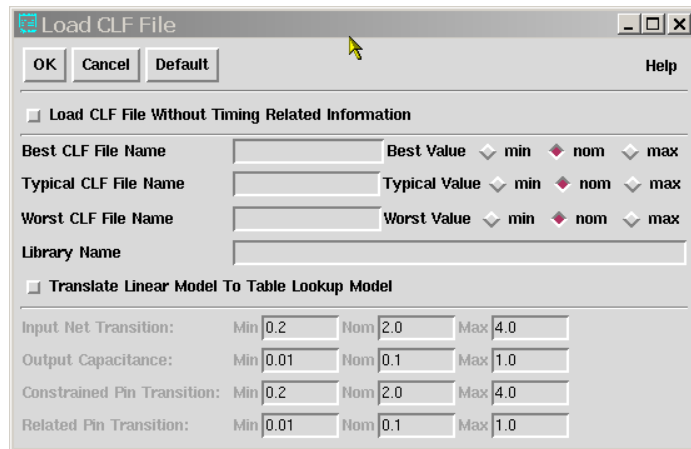 Load CLF File
OK Cancel Default Help
Load CLF File Without Timing Related Information
Best CLF File Name Best Value min nom max
Typical CLF File Name Typical Value min nom max
Worst CLF File Name Worst Value min nom max
Library Name
Translate Linear Model To Table Lookup Model
Input Net Transition: Min 0.2 Nom 2.0 Max 4.0
Output Capacitance: Min 0.01 Nom 0.1 Max 1.0
Constrained Pin Transition: Min 0.2 Nom 2.0 Max 4.0
Related Pin Transition: Min 0.01 Nom 0.1 Max 1.0